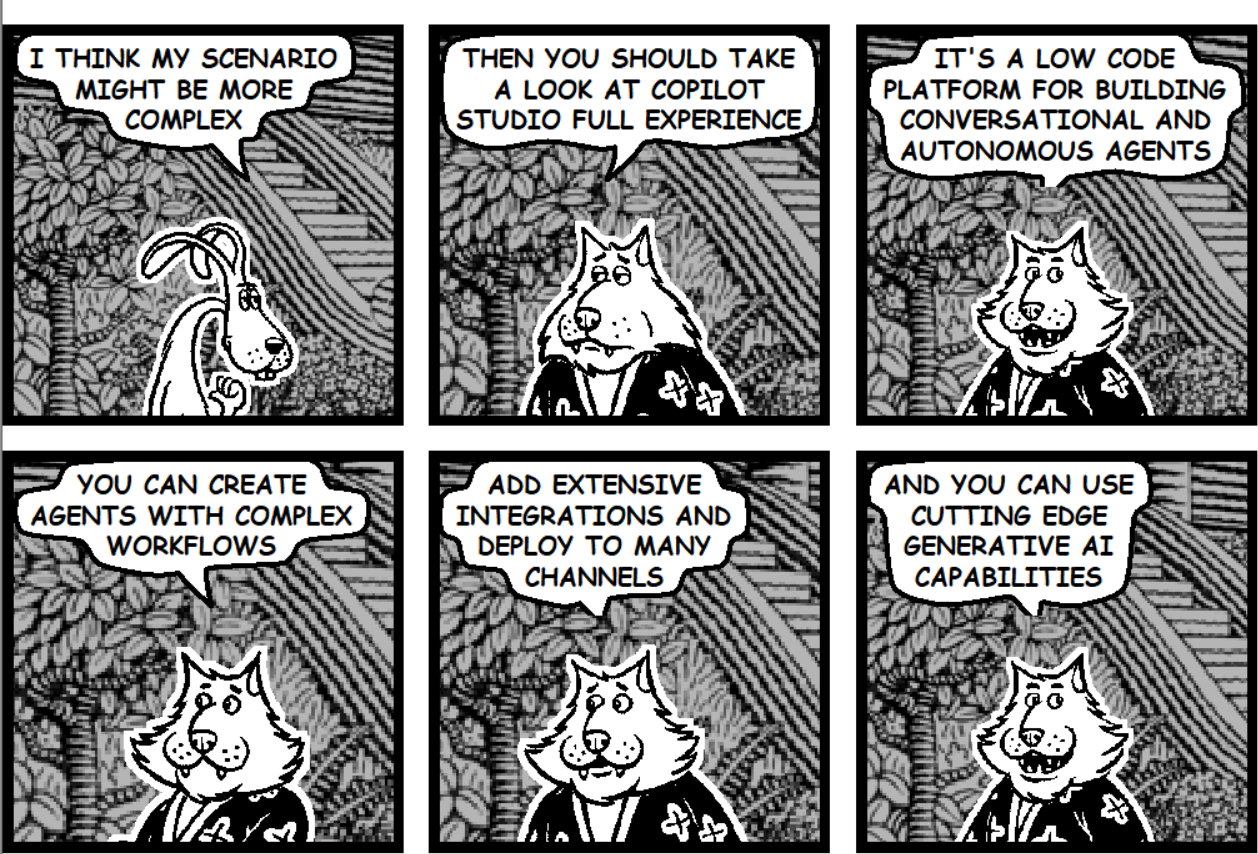 I THINK MY SCENARIO
MIGHT BE MORE
COMPLEX
THEN YOU SHOULD TAKE
A LOOK AT COPILOT
STUDIO FULL EXPERIENCE
IT'S A LOW CODE
PLATFORM FOR BUILDING
CONVERSATIONAL AND
AUTONOMOUS AGENTS
YOU CAN CREATE
AGENTS WITH COMPLEX
WORKFLOWS
ADD EXTENSIVE
INTEGRATIONS AND
DEPLOY TO MANY
CHANNELS
AND YOU CAN USE
CUTTING EDGE
GENERATIVE AI
CAPABILITIES